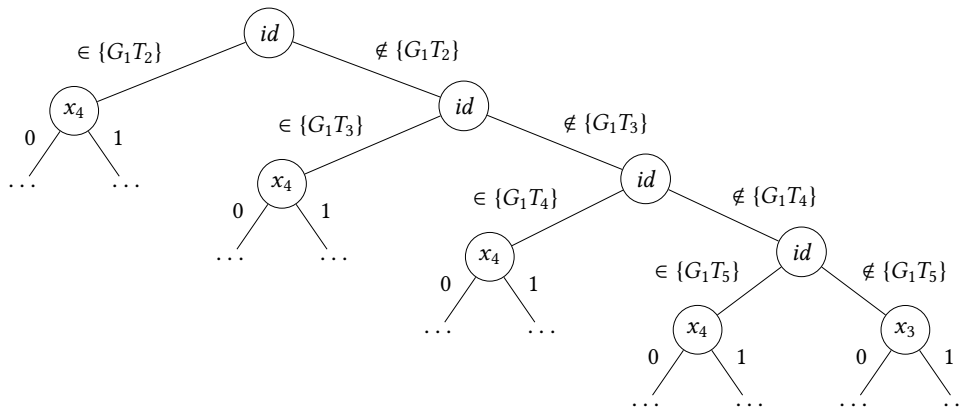 id
∈ {G₁T₂} ∉ {G₁T₂}
x₄ id
0 1 ∈ {G₁T₃} ∉ {G₁T₃}
... ... x₄ id
0 1 ∈ {G₁T₄} ∉ {G₁T₄}
... ... x₄ id
0 1 ∈ {G₁T₅} ∉ {G₁T₅}
... ... x₄ x₃
0 1 0 1
... ... ... ..